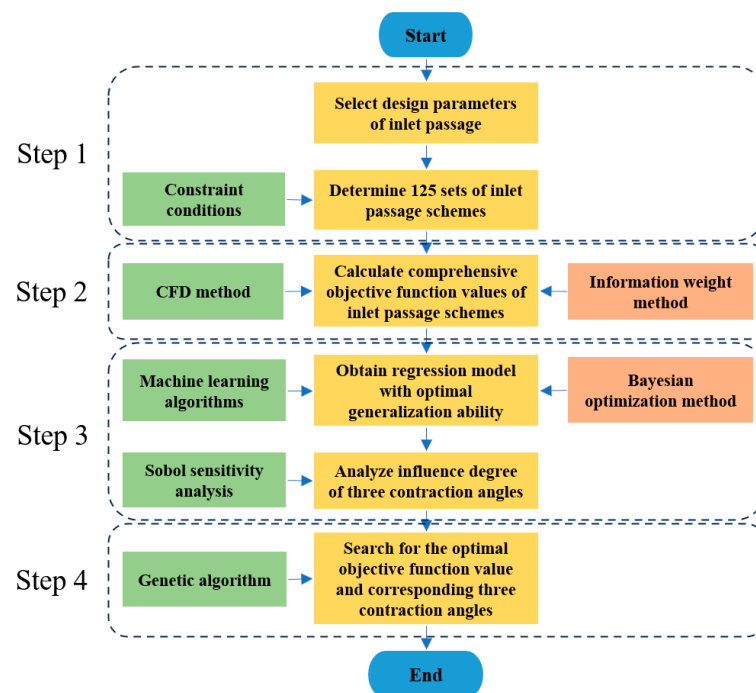 Start
Step 1
Select design parameters
of inlet passage
Constraint
conditions
Determine 125 sets of inlet
passage schemes
Step 2
CFD method
Calculate comprehensive
objective function values of
inlet passage schemes
Information weight
method
Step 3
Machine learning
algorithms
Obtain regression model
with optimal
generalization ability
Bayesian
optimization method
Sobol sensitivity
analysis
Analyze influence degree
of three contraction angles
Step 4
Genetic algorithm
Search for the optimal
objective function value
and corresponding three
contraction angles
End